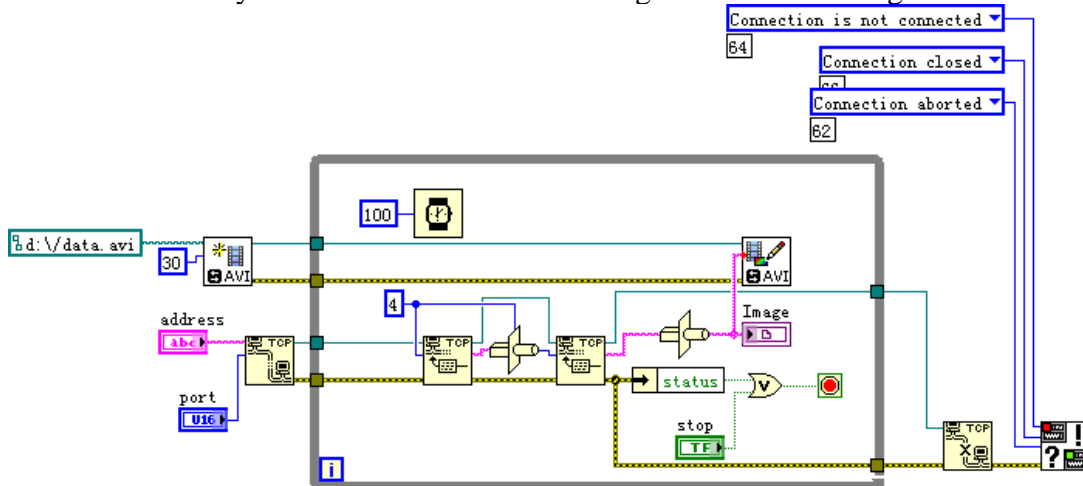 Connection is not connected
64
Connection closed
66
Connection aborted
62
100
d:\/data.avi
30
AVI
AVI
4
Image
address
abc
TCP
TCP
TCP
status
port
U16
stop
TF
i
TCP